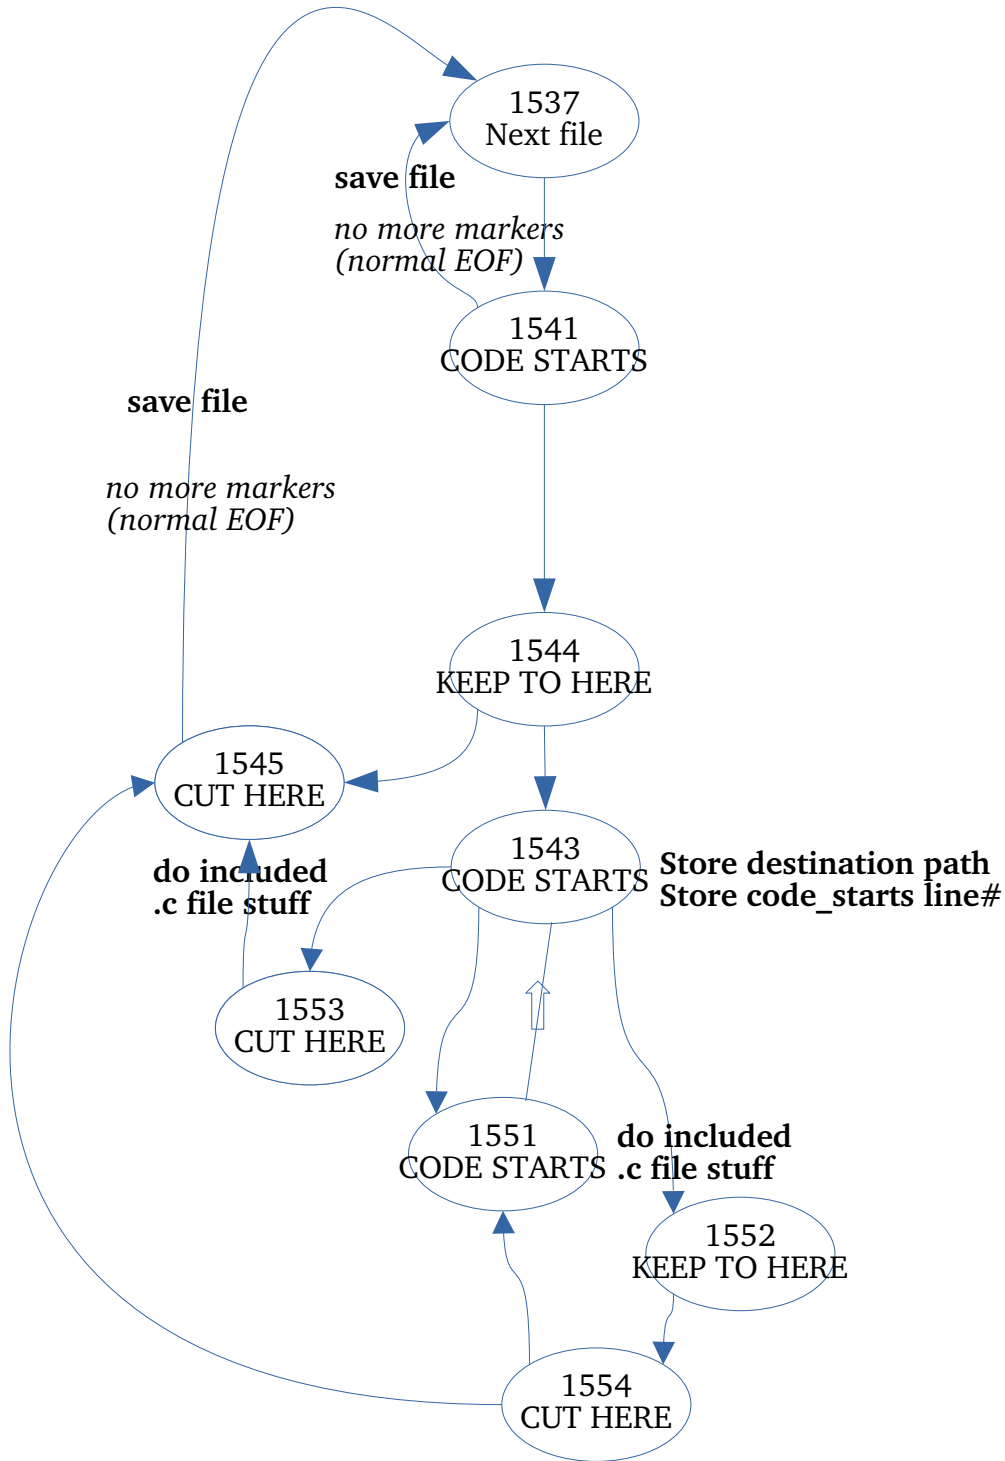 1537
Next file
save file
no more markers
(normal EOF)
1541
CODE STARTS
save file
no more markers
(normal EOF)
1544
KEEP TO HERE
1545
CUT HERE
1543
CODE STARTS
Store destination path
Store code_starts line#
do included
.c file stuff
1553
CUT HERE
1551
CODE STARTS
do included
.c file stuff
1552
KEEP TO HERE
1554
CUT HERE